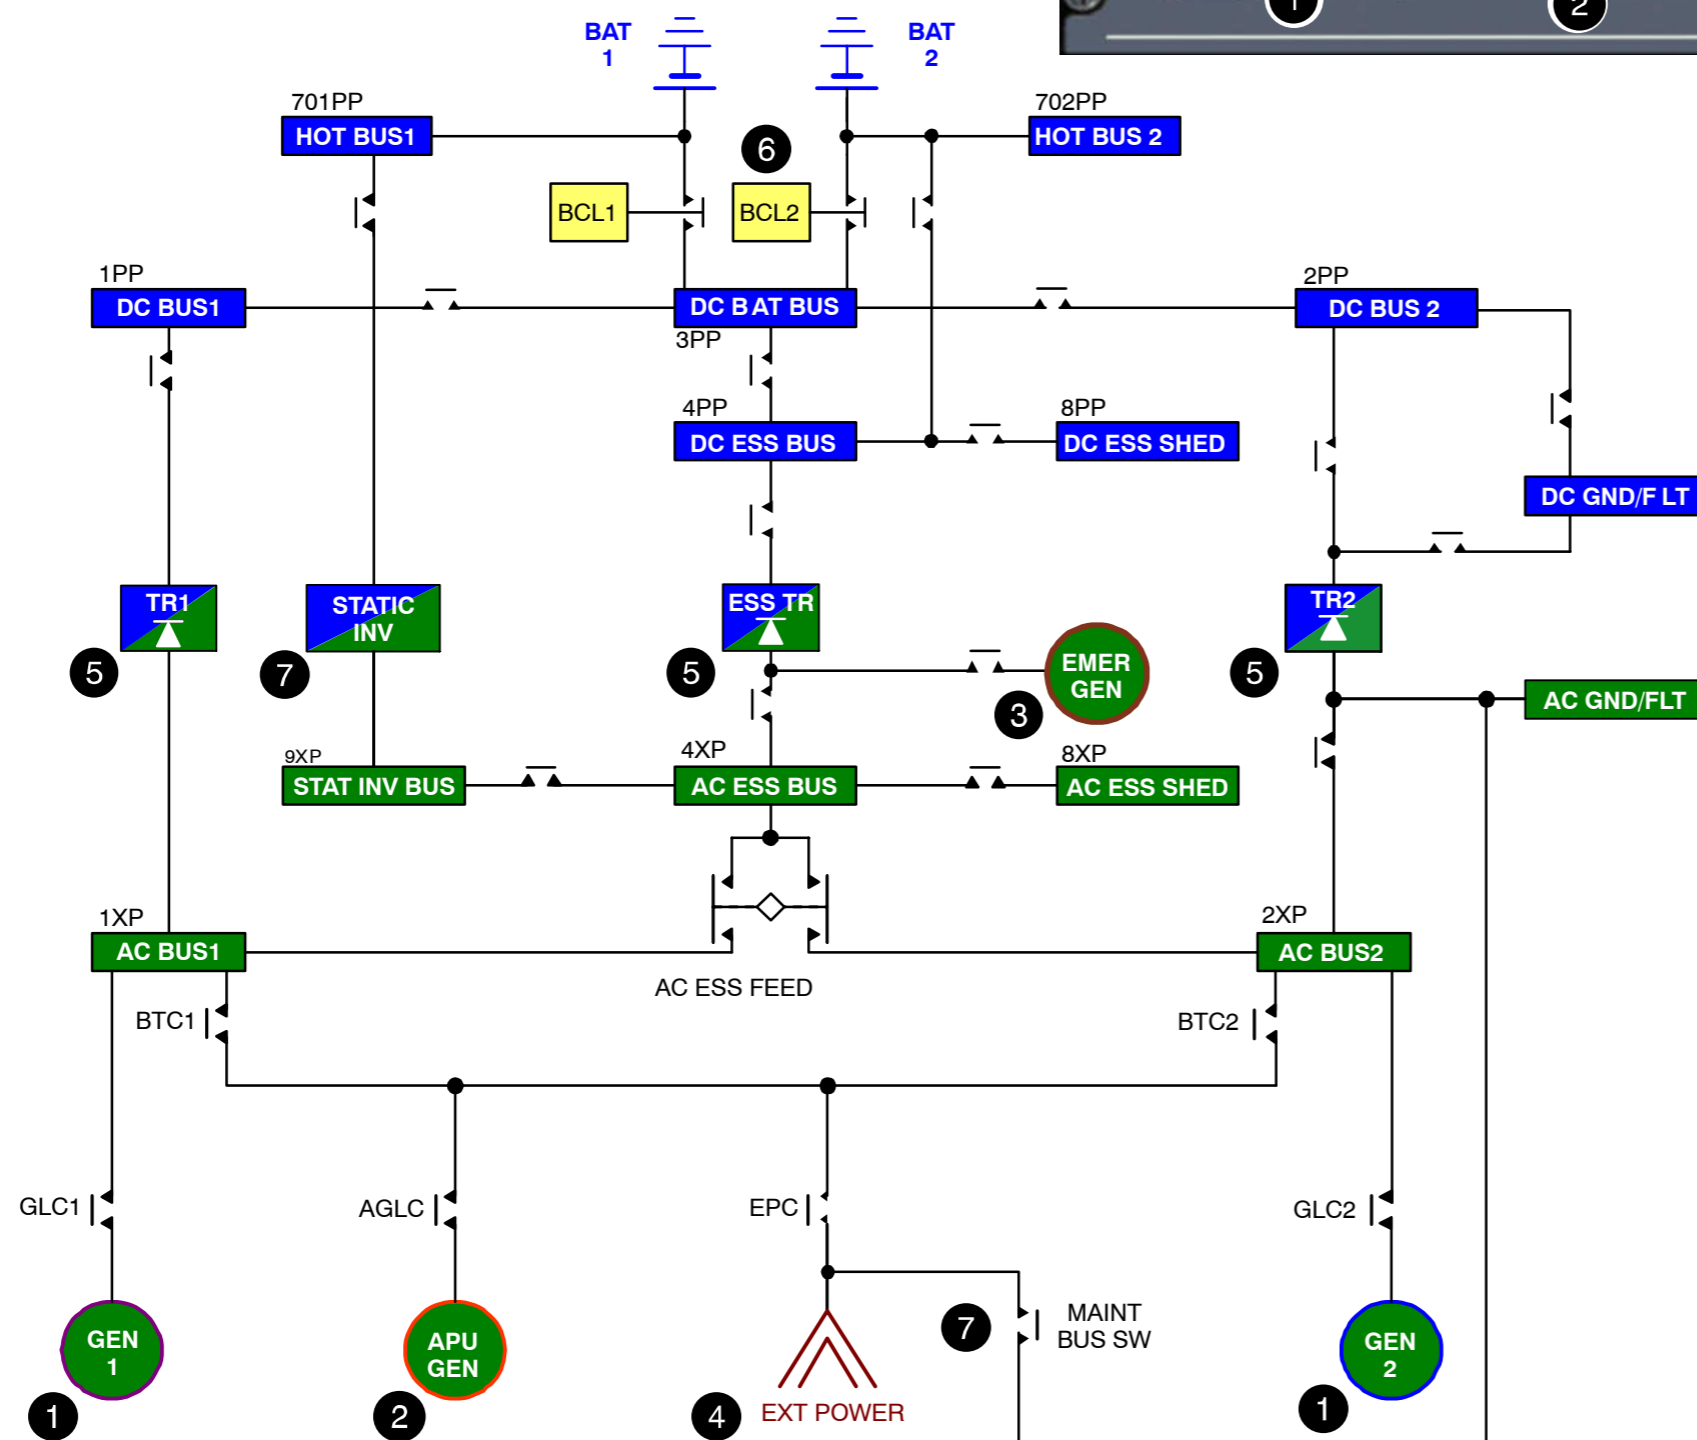 1
2
BAT
1
BAT
2
701PP
HOT BUS1
702PP
HOT BUS 2
6
BCL1
BCL2
1PP
DC BUS1
DC BAT BUS
3PP
2PP
DC BUS 2
4PP
DC ESS BUS
8PP
DC ESS SHED
DC GND/F LT
TR1
5
STATIC
INV
7
ESS TR
5
EMER
GEN
3
TR2
5
AC GND/FLT
9XP
STAT INV BUS
4XP
AC ESS BUS
8XP
AC ESS SHED
1XP
AC BUS1
2XP
AC BUS2
AC ESS FEED
BTC1
BTC2
GLC1
AGLC
EPC
GLC2
GEN
1
1
APU
GEN
2
4
EXT POWER
7
MAINT
BUS SW
GEN
2
1